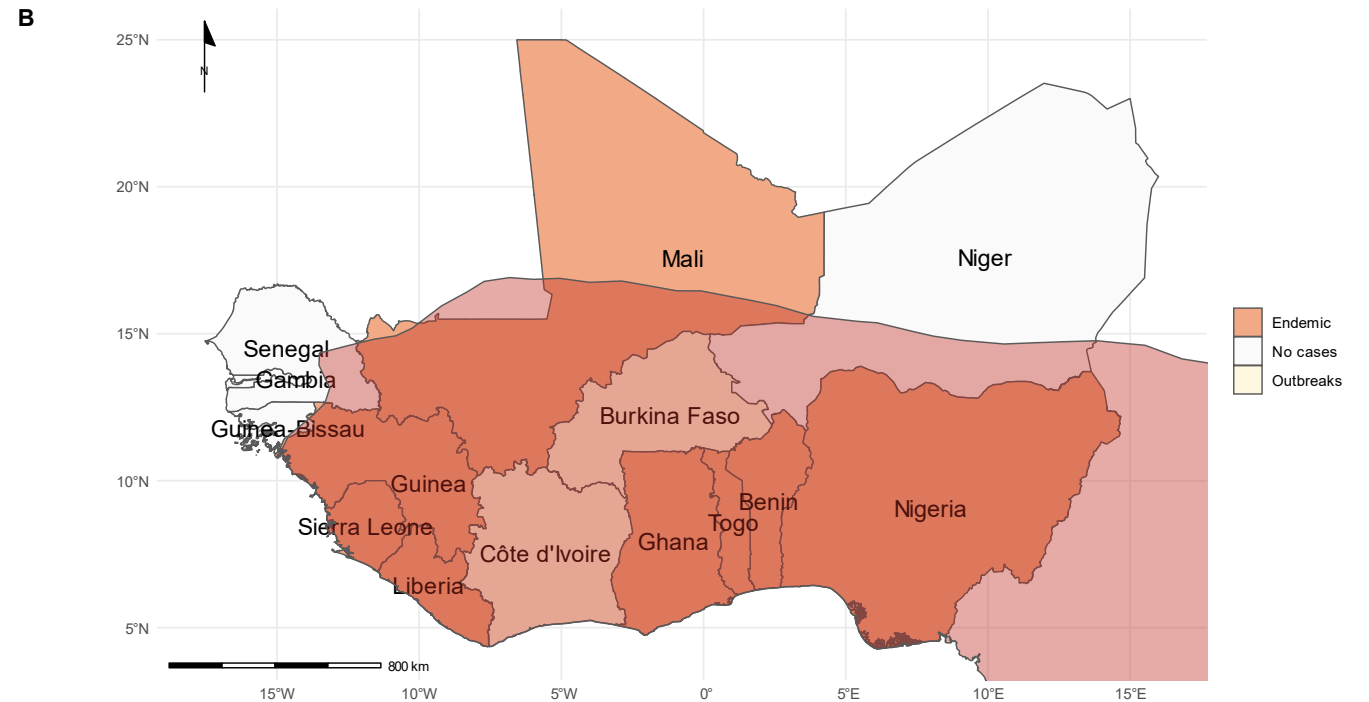 B
25°N
20°N
15°N
10°N
5°N
N
Mali
Niger
Senegal
Gambia
Guinea-Bissau
Burkina Faso
Guinea
Sierra Leone
Liberia
Côte d'Ivoire
Ghana
Togo
Benin
Nigeria
Endemic
No cases
Outbreaks
800 km
15°W
10°W
5°W
0°
5°E
10°E
15°E